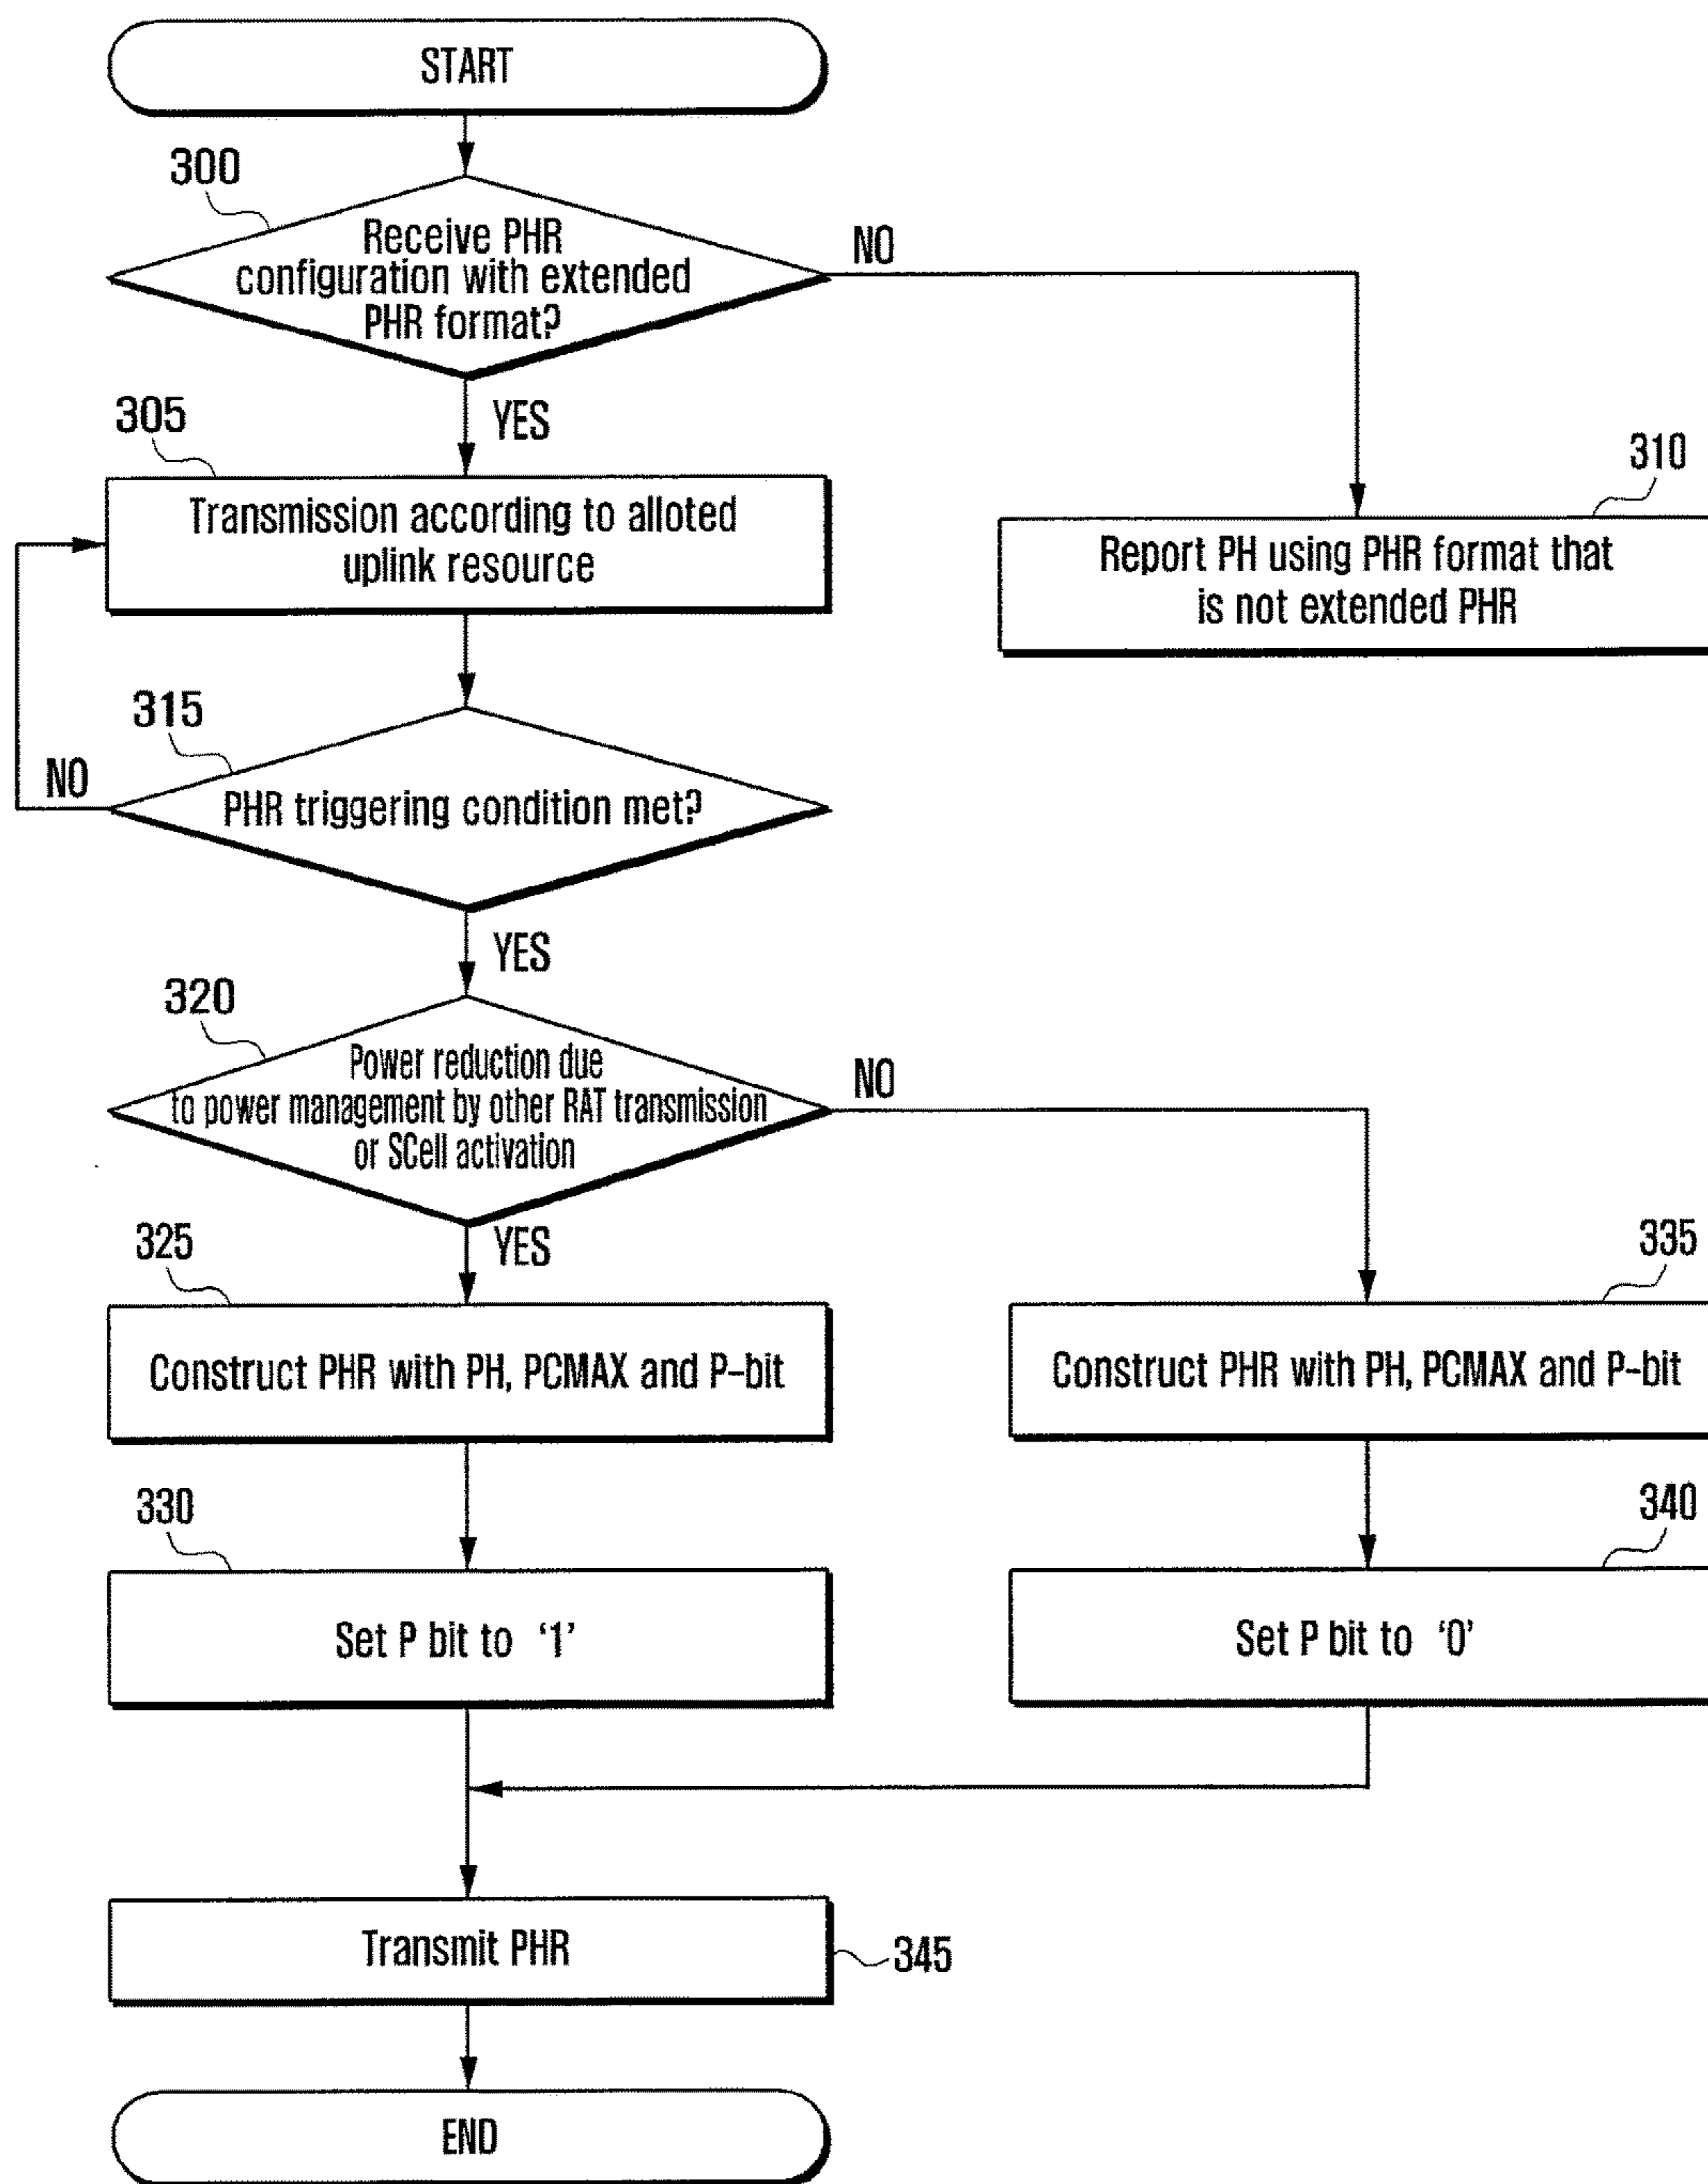 START
300
Receive PHR
configuration with extended
PHR format?
NO
YES
305
Transmission according to alloted
uplink resource
310
Report PH using PHR format that
is not extended PHR
315
NO
PHR triggering condition met?
YES
320
Power reduction due
to power management by other RAT transmission
or SCell activation
NO
YES
325
Construct PHR with PH, PCMAX and P-bit
335
Construct PHR with PH, PCMAX and P-bit
330
Set P bit to ‘1’
340
Set P bit to ‘0’
Transmit PHR
345
END